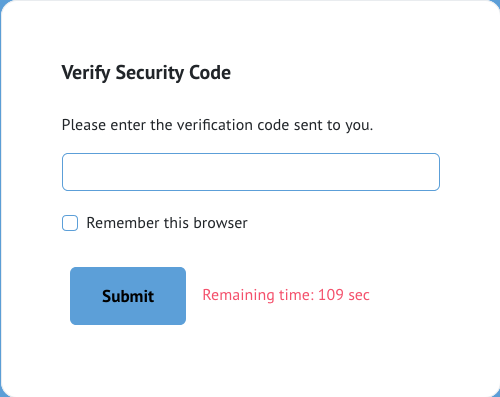 Verify Security Code
Please enter the verification code sent to you.
Remember this browser
Submit
Remaining time: 109 sec